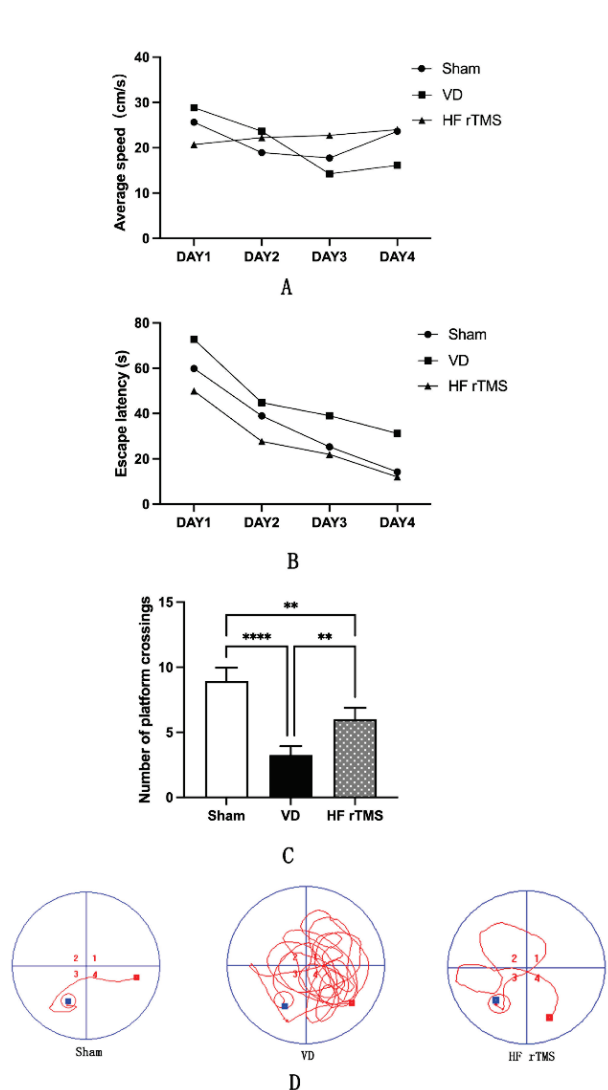 40
30
20
10
0
Average speed (cm/s)
Sham
VD
HF rTMS
DAY1 DAY2 DAY3 DAY4
A
80
60
40
20
0
Escape latency (s)
Sham
VD
HF rTMS
DAY1 DAY2 DAY3 DAY4
B
15
10
5
0
Number of platform crossings
**
**** **
Sham VD HF rTMS
C
2 1
3 4
Sham
2 1
3 4
VD
2 1
3 4
HF rTMS
D